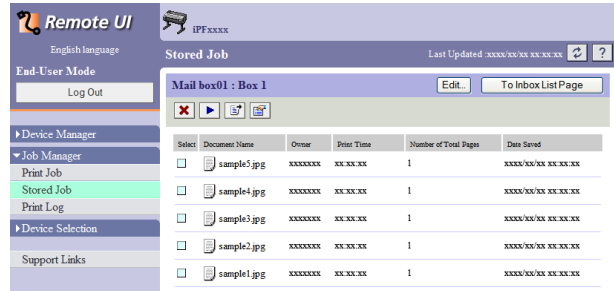 Remote UI
iPFxxxx
English language
Stored Job
Last Updated :xxxx/xx/xx xx:xx:xx
?
End-User Mode
Log Out
Mail box01 : Box 1
Edit...
To Inbox List Page
Device Manager
Job Manager
Print Job
Stored Job
Print Log
Device Selection
Support Links
Select Document Name Owner Print Time Number of Total Pages Date Saved
sample5.jpg xxxxxxx xx:xx:xx 1 xxxx/xx/xx xx:xx:xx
sample4.jpg xxxxxxx xx:xx:xx 1 xxxx/xx/xx xx:xx:xx
sample3.jpg xxxxxxx xx:xx:xx 1 xxxx/xx/xx xx:xx:xx
sample2.jpg xxxxxxx xx:xx:xx 1 xxxx/xx/xx xx:xx:xx
sample1.jpg xxxxxxx xx:xx:xx 1 xxxx/xx/xx xx:xx:xx